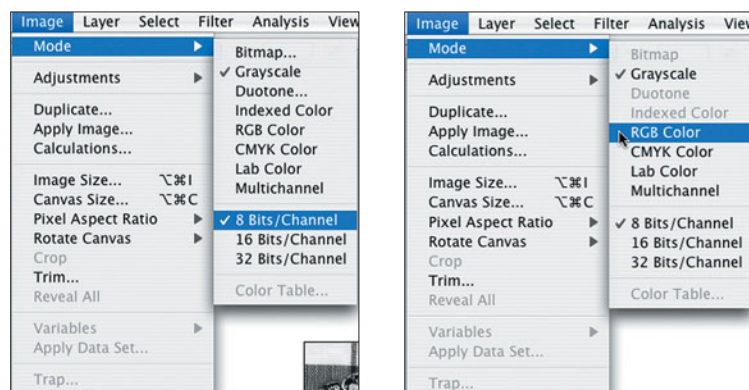 Image Layer Select Filter Analysis View
Mode
Adjustments
Duplicate...
Apply Image...
Calculations...
Image Size... ⌥⌘I
Canvas Size... ⌥⌘C
Pixel Aspect Ratio
Rotate Canvas
Crop
Trim...
Reveal All
Variables
Apply Data Set...
Trap...
Bitmap...
✓ Grayscale
Duotone...
Indexed Color
RGB Color
CMYK Color
Lab Color
Multichannel
✓ 8 Bits/Channel
16 Bits/Channel
32 Bits/Channel
Color Table...
Image Layer Select Filter Analysis View
Mode
Adjustments
Duplicate...
Apply Image...
Calculations...
Image Size... ⌥⌘I
Canvas Size... ⌥⌘C
Pixel Aspect Ratio
Rotate Canvas
Crop
Trim...
Reveal All
Variables
Apply Data Set...
Trap...
Bitmap
✓ Grayscale
Duotone
Indexed Color
RGB Color
CMYK Color
Lab Color
Multichannel
✓ 8 Bits/Channel
16 Bits/Channel
32 Bits/Channel
Color Table...